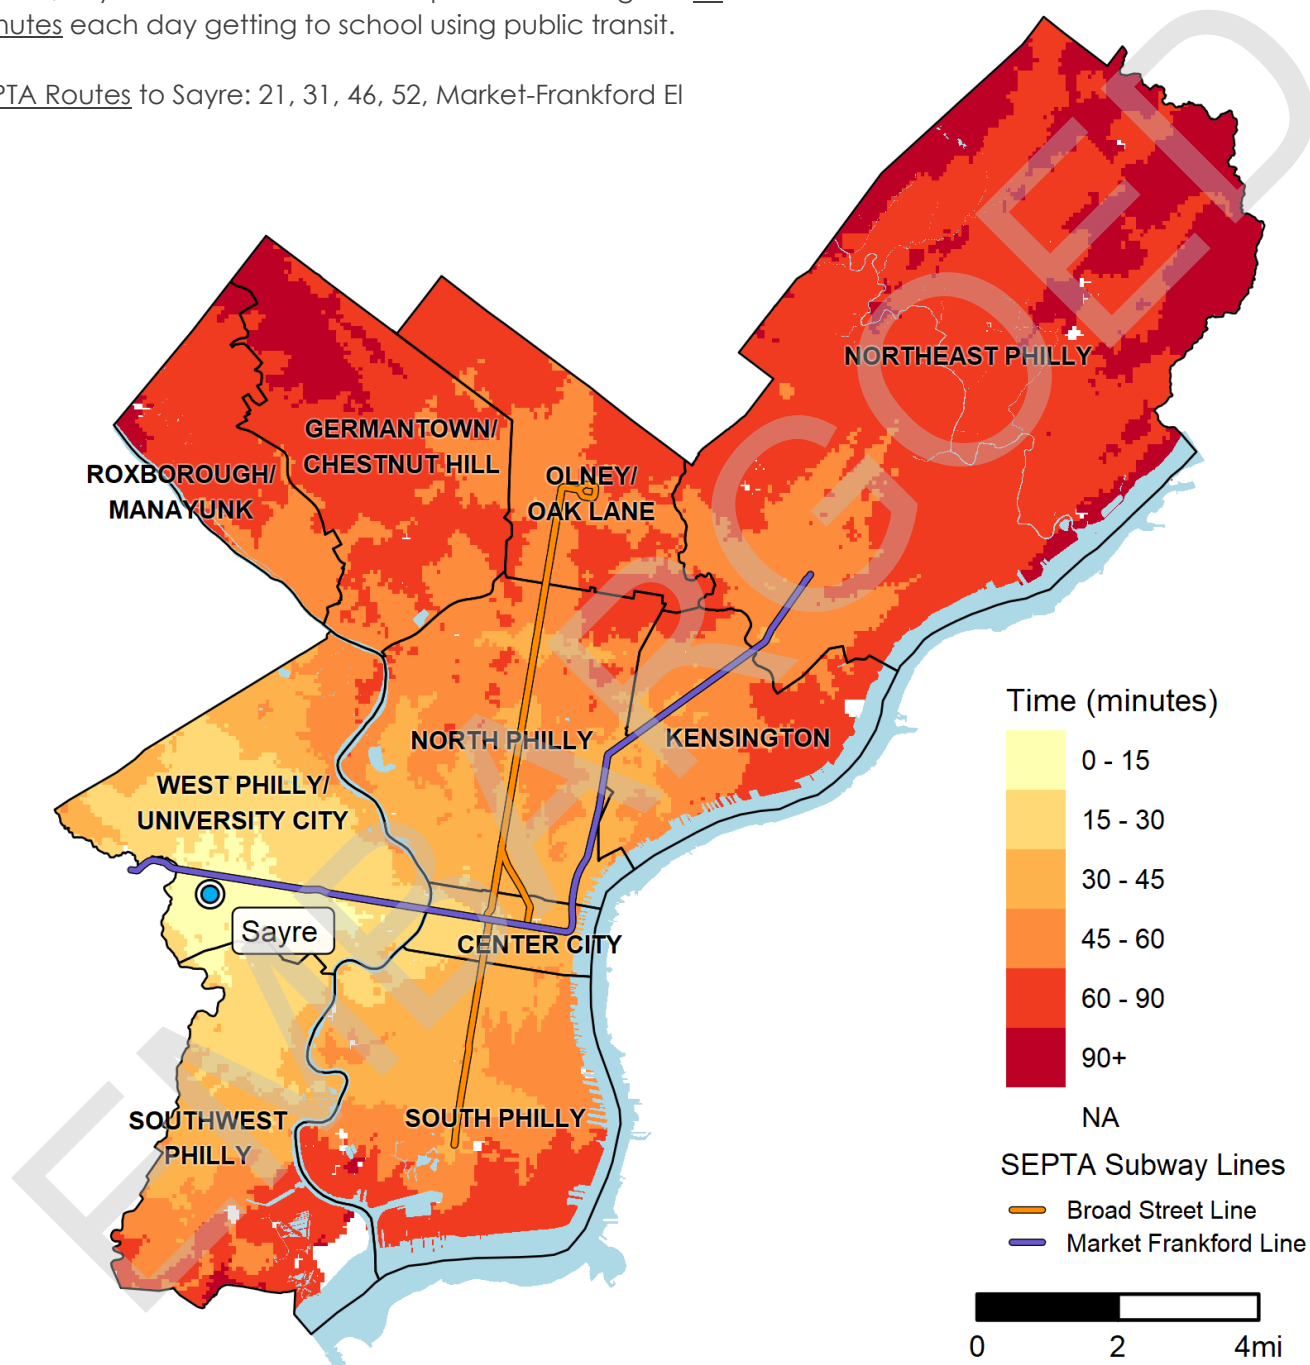 each day getting to school using public transit.
Routes to Sayre: 21, 31, 46, 52, Market-Frankford El
NORTHEAST PHILLY
GERMANTOWN/
CHESTNUT HILL
ROXBOROUGH/
MANAYUNK
OLNEY/
OAK LANE
NORTH PHILLY
KENSINGTON
WEST PHILLY/
UNIVERSITY CITY
Sayre
CENTER CITY
SOUTHWEST
PHILLY
SOUTH PHILLY
Time (minutes)
0 - 15
15 - 30
30 - 45
45 - 60
60 - 90
90+
NA
SEPTA Subway Lines
Broad Street Line
Market Frankford Line
0 2 4mi
EMBARGOED